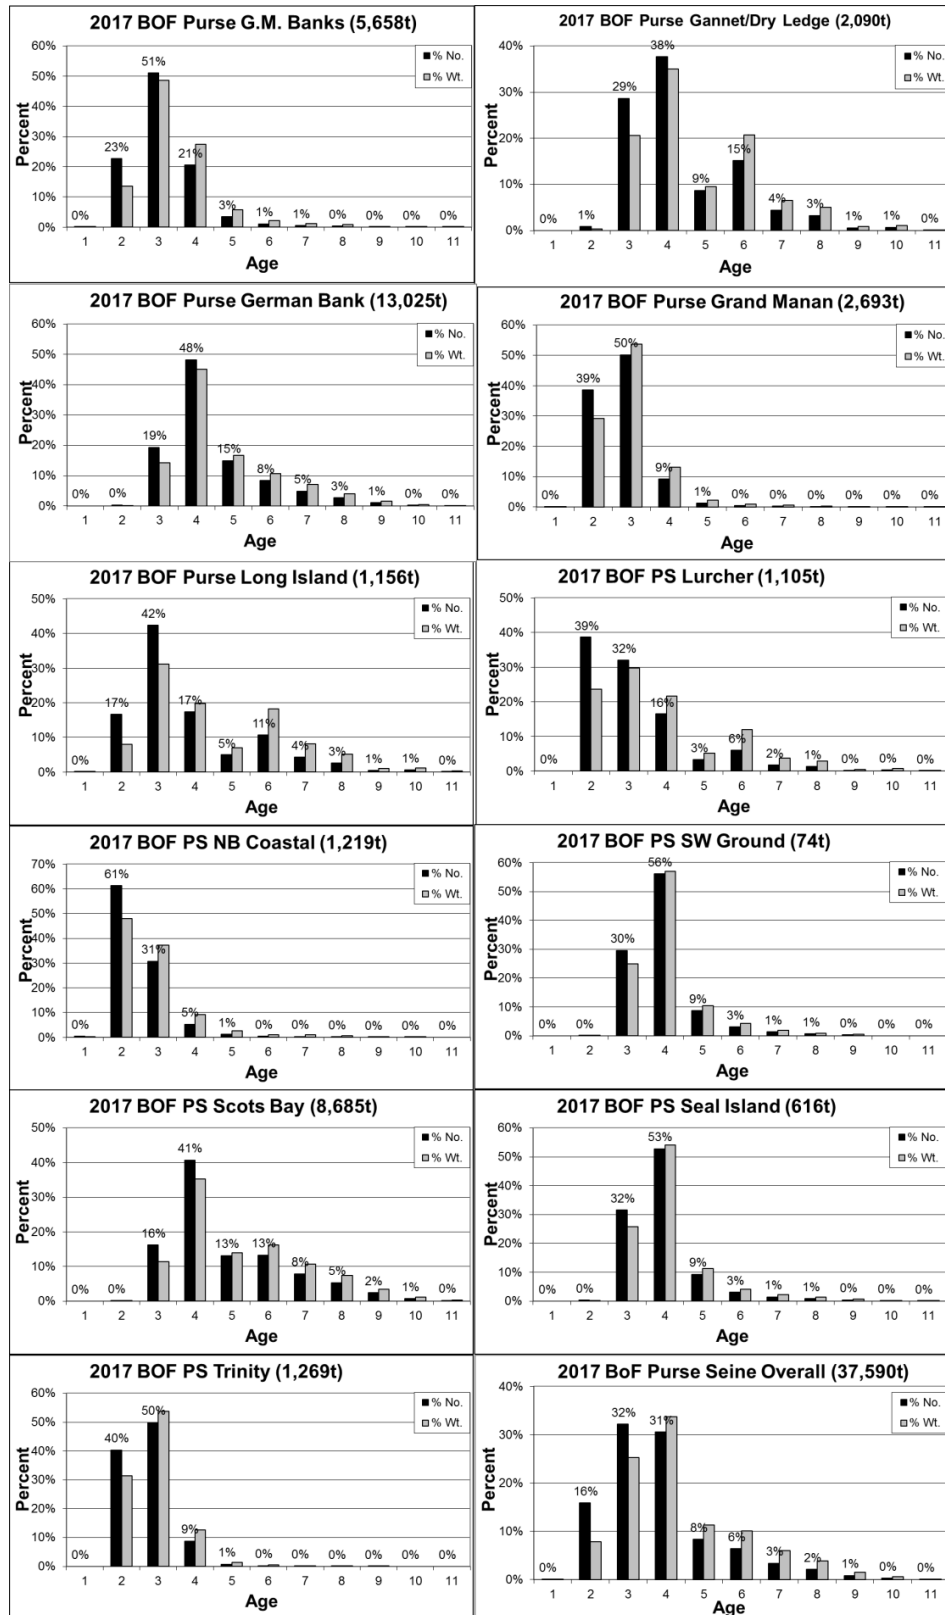 2017 BOF Purse G.M. Banks (5,658t)
60%
50%
40%
30%
20%
10%
0%
Percent
■ % No.
■ % Wt.
0%
23%
51%
21%
3%
1%
1%
0%
0%
0%
0%
1 2 3 4 5 6 7 8 9 10 11
Age
2017 BOF Purse Gannet/Dry Ledge (2,090t)
40%
30%
20%
10%
0%
Percent
■ % No.
■ % Wt.
0%
1%
29%
38%
9%
15%
4%
3%
1%
1%
0%
1 2 3 4 5 6 7 8 9 10 11
Age
2017 BOF Purse German Bank (13,025t)
60%
50%
40%
30%
20%
10%
0%
Percent
■ % No.
■ % Wt.
0%
0%
19%
48%
15%
8%
5%
3%
1%
0%
0%
1 2 3 4 5 6 7 8 9 10 11
Age
2017 BOF Purse Grand Manan (2,693t)
60%
50%
40%
30%
20%
10%
0%
Percent
■ % No.
■ % Wt.
0%
39%
50%
9%
1%
0%
0%
0%
0%
0%
0%
1 2 3 4 5 6 7 8 9 10 11
Age
2017 BOF Purse Long Island (1,156t)
50%
40%
30%
20%
10%
0%
Percent
■ % No.
■ % Wt.
0%
17%
42%
17%
5%
11%
4%
3%
1%
1%
0%
1 2 3 4 5 6 7 8 9 10 11
Age
2017 BOF PS Lurcher (1,105t)
50%
40%
30%
20%
10%
0%
Percent
■ % No.
■ % Wt.
0%
39%
32%
16%
3%
6%
2%
1%
0%
0%
0%
1 2 3 4 5 6 7 8 9 10 11
Age
2017 BOF PS NB Coastal (1,219t)
70%
60%
50%
40%
30%
20%
10%
0%
Percent
■ % No.
■ % Wt.
0%
61%
31%
5%
1%
0%
0%
0%
0%
0%
0%
1 2 3 4 5 6 7 8 9 10 11
Age
2017 BOF PS SW Ground (74t)
60%
50%
40%
30%
20%
10%
0%
Percent
■ % No.
■ % Wt.
0%
0%
30%
56%
9%
3%
1%
1%
0%
0%
0%
1 2 3 4 5 6 7 8 9 10 11
Age
2017 BOF PS Scots Bay (8,685t)
50%
40%
30%
20%
10%
0%
Percent
■ % No.
■ % Wt.
0%
0%
16%
41%
13%
13%
8%
5%
2%
1%
0%
1 2 3 4 5 6 7 8 9 10 11
Age
2017 BOF PS Seal Island (616t)
60%
50%
40%
30%
20%
10%
0%
Percent
■ % No.
■ % Wt.
0%
0%
32%
53%
9%
3%
1%
1%
0%
0%
0%
1 2 3 4 5 6 7 8 9 10 11
Age
2017 BOF PS Trinity (1,269t)
60%
50%
40%
30%
20%
10%
0%
Percent
■ % No.
■ % Wt.
0%
40%
50%
9%
1%
0%
0%
0%
0%
0%
0%
1 2 3 4 5 6 7 8 9 10 11
Age
2017 BoF Purse Seine Overall (37,590t)
40%
30%
20%
10%
0%
Percent
■ % No.
■ % Wt.
0%
16%
32%
31%
8%
6%
3%
2%
1%
0%
0%
1 2 3 4 5 6 7 8 9 10 11
Age